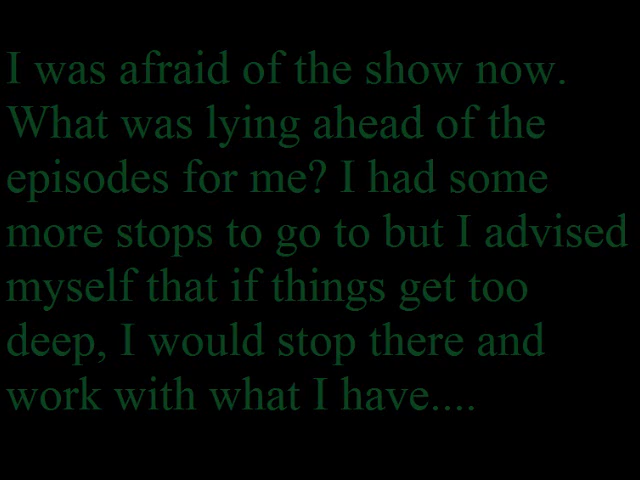 I was afraid of the show now.
What was lying ahead of the
episodes for me? I had some
more stops to go to but I advised
myself that if things get too
deep, I would stop there and
work with what I have....